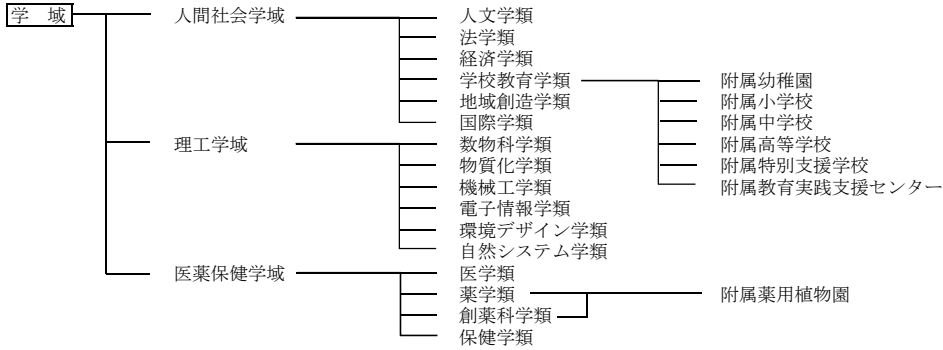 学　域
人間社会学域
人文学類
法学類
経済学類
学校教育学類
附属幼稚園
附属小学校
附属中学校
附属高等学校
附属特別支援学校
附属教育実践支援センター
地域創造学類
国際学類
理工学域
数物科学類
物質化学類
機械工学類
電子情報学類
環境デザイン学類
自然システム学類
医薬保健学域
医学類
薬学類
創薬科学類
附属薬用植物園
保健学類